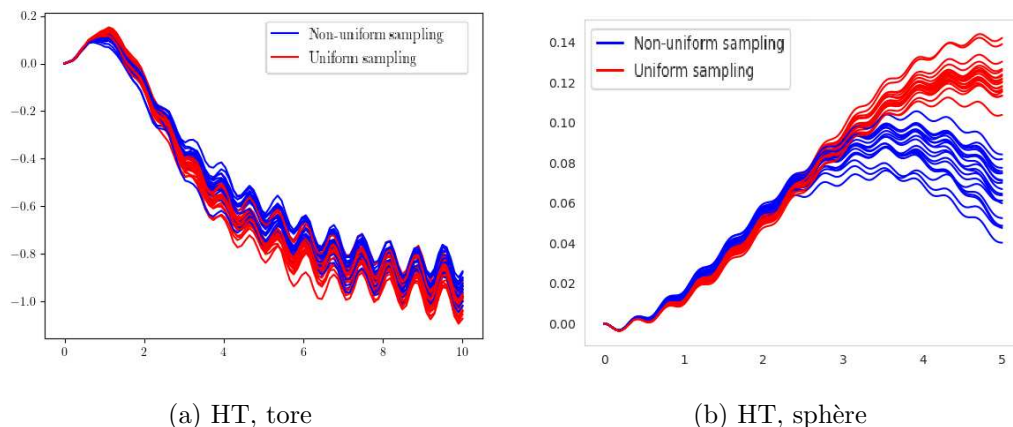 0.2
0.0
−0.2
−0.4
−0.6
−0.8
−1.0
0 2 4 6 8 10
Non-uniform sampling
Uniform sampling
(a) HT, tore
0.14
0.12
0.10
0.08
0.06
0.04
0.02
0.00
0 1 2 3 4 5
Non-uniform sampling
Uniform sampling
(b) HT, sphère